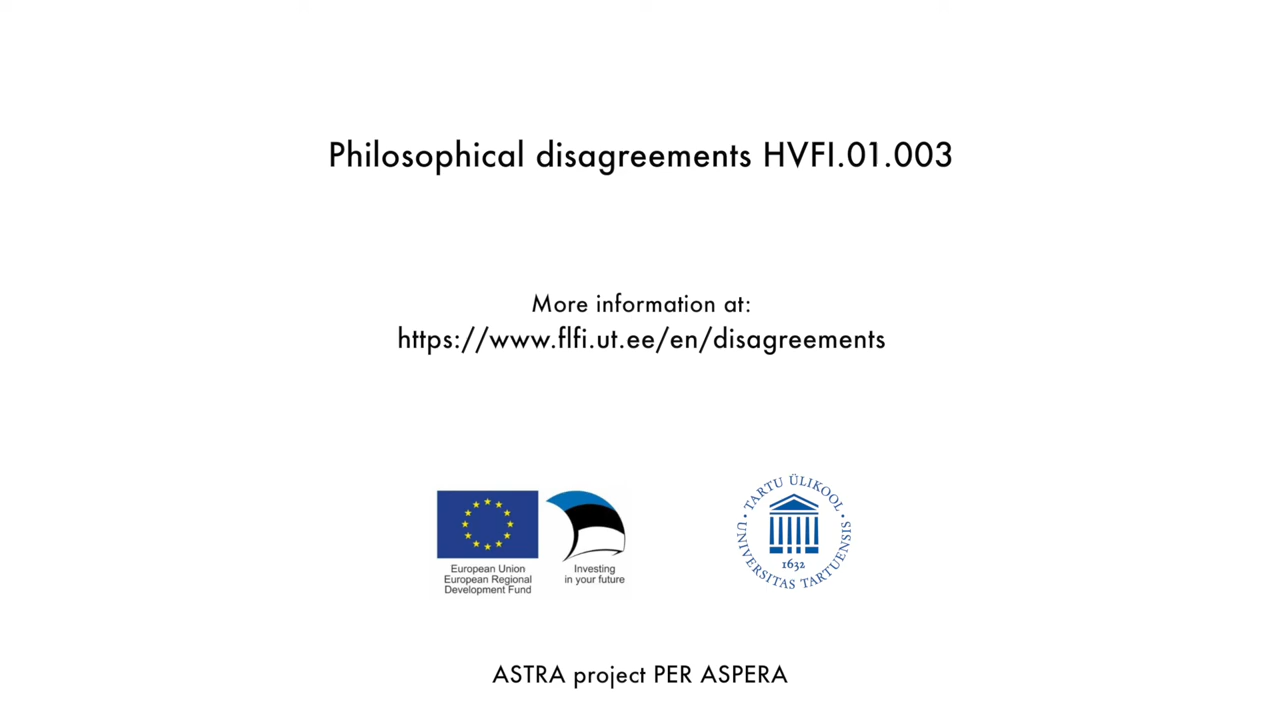 Philosophical disagreements HVFI.01.003
More information at:
https://www.flfi.ut.ee/en/disagreements
European Union
European Regional
Development Fund
Investing
in your future
TARTU ÜLIKOOL
UNIVERSITAS TARTUENSIS
1632
ASTRA project PER ASPERA